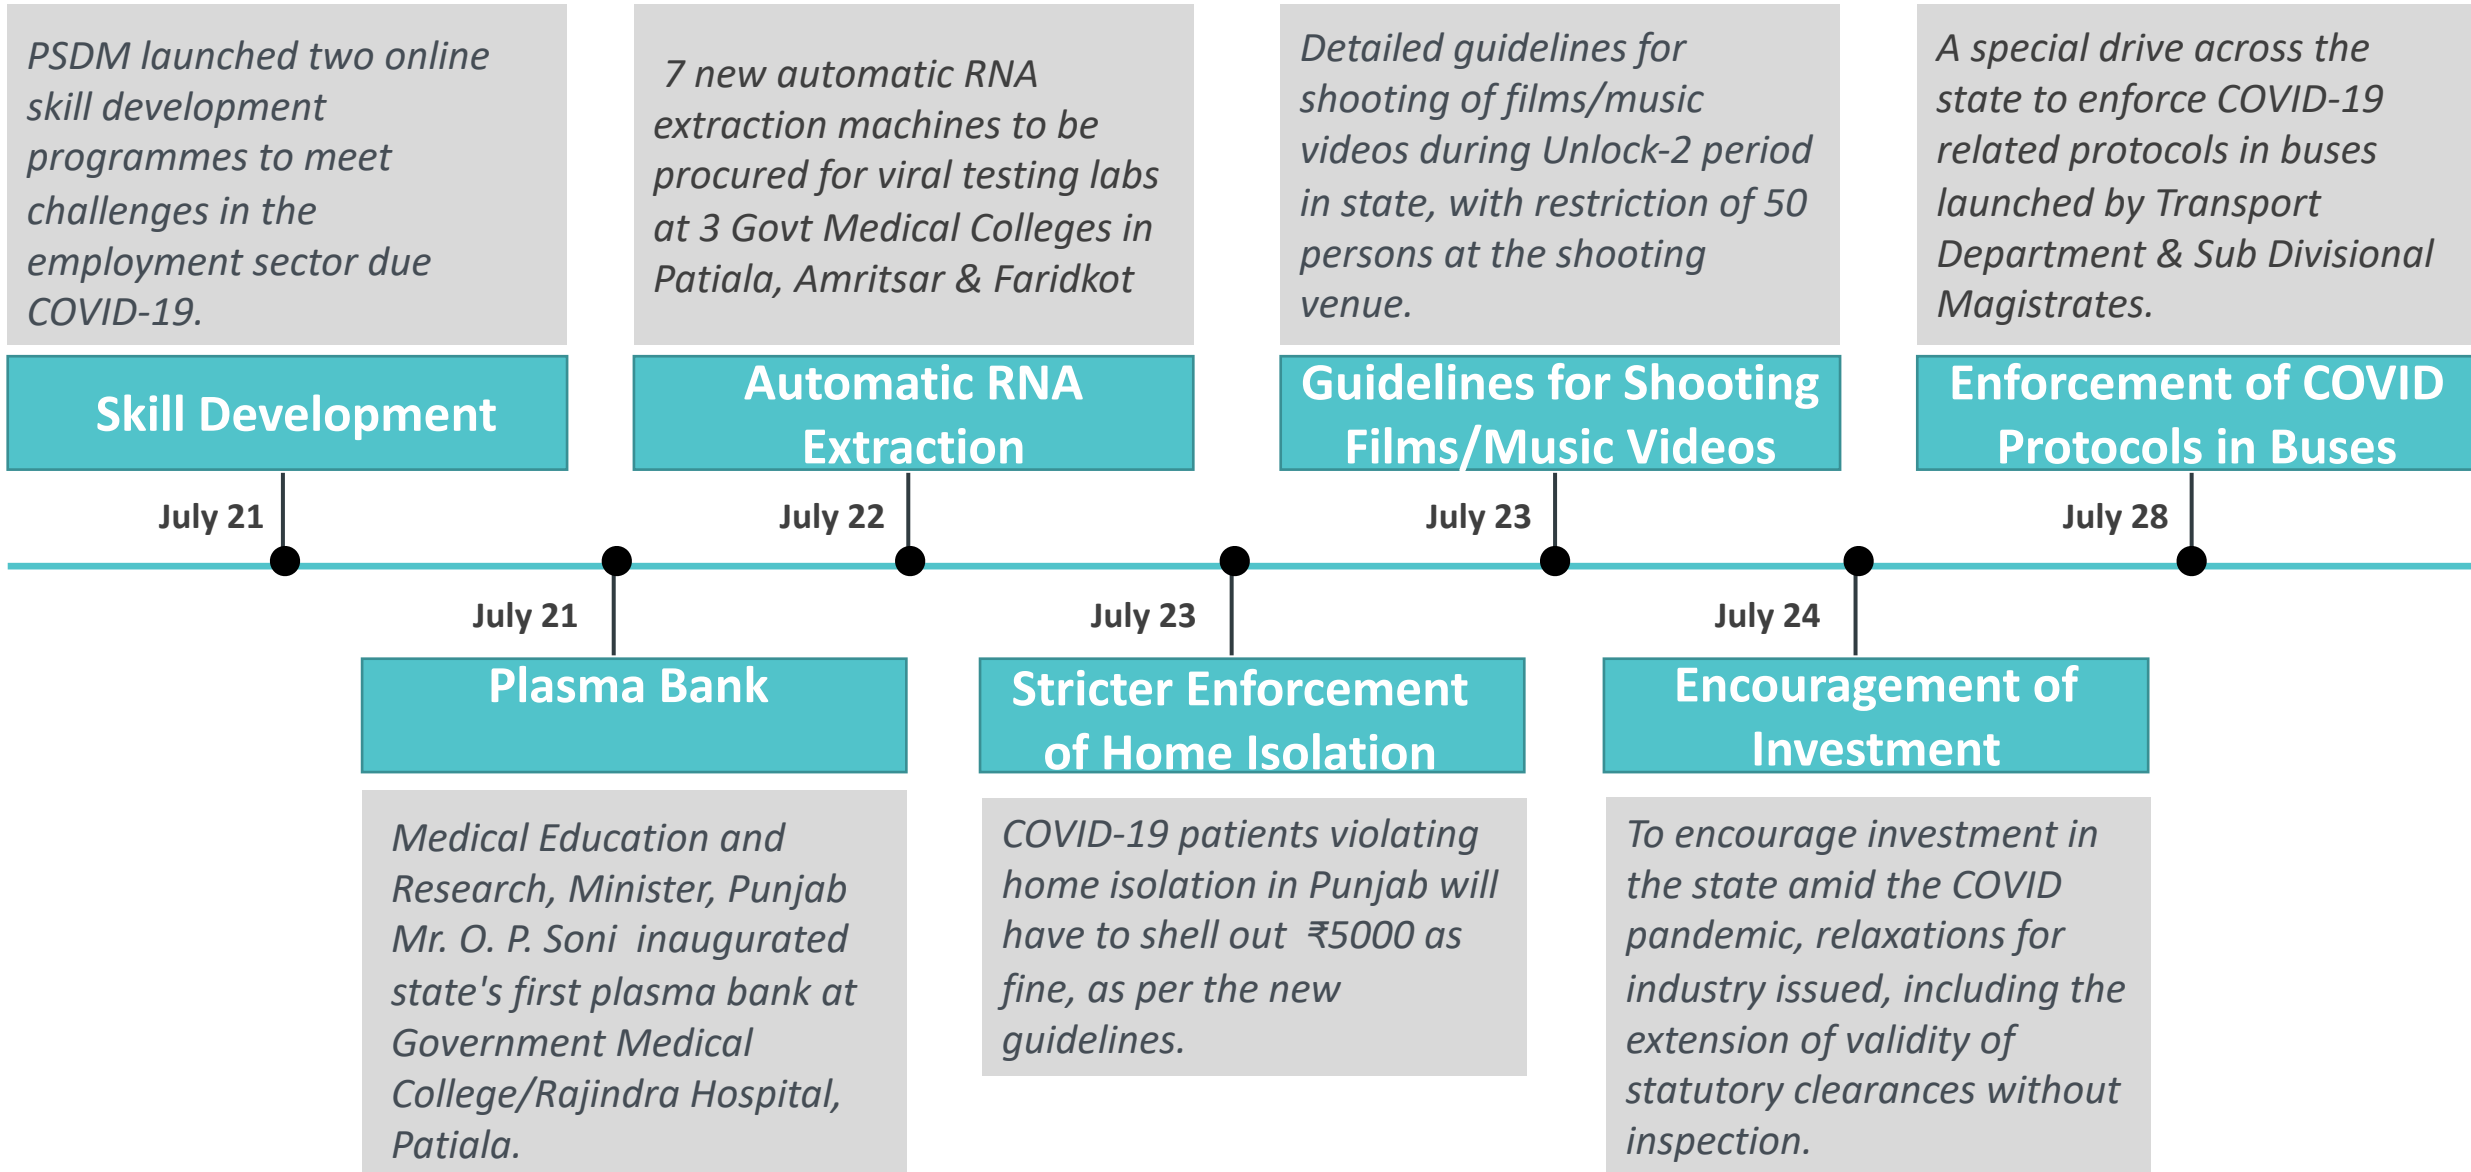 PSDM launched two online
skill development
programmes to meet
challenges in the
employment sector due
COVID-19.
Skill Development
July 21
7 new automatic RNA
extraction machines to be
procured for viral testing labs
at 3 Govt Medical Colleges in
Patiala, Amritsar & Faridkot
Automatic RNA
Extraction
July 22
Detailed guidelines for
shooting of films/music
videos during Unlock-2 period
in state, with restriction of 50
persons at the shooting
venue.
Guidelines for Shooting
Films/Music Videos
July 23
A special drive across the
state to enforce COVID-19
related protocols in buses
launched by Transport
Department & Sub Divisional
Magistrates.
Enforcement of COVID
Protocols in Buses
July 28
July 21
Plasma Bank
Medical Education and
Research, Minister, Punjab
Mr. O. P. Soni inaugurated
state's first plasma bank at
Government Medical
College/Rajindra Hospital,
Patiala.
July 23
Stricter Enforcement
of Home Isolation
COVID-19 patients violating
home isolation in Punjab will
have to shell out ₹5000 as
fine, as per the new
guidelines.
July 24
Encouragement of
Investment
To encourage investment in
the state amid the COVID
pandemic, relaxations for
industry issued, including the
extension of validity of
statutory clearances without
inspection.